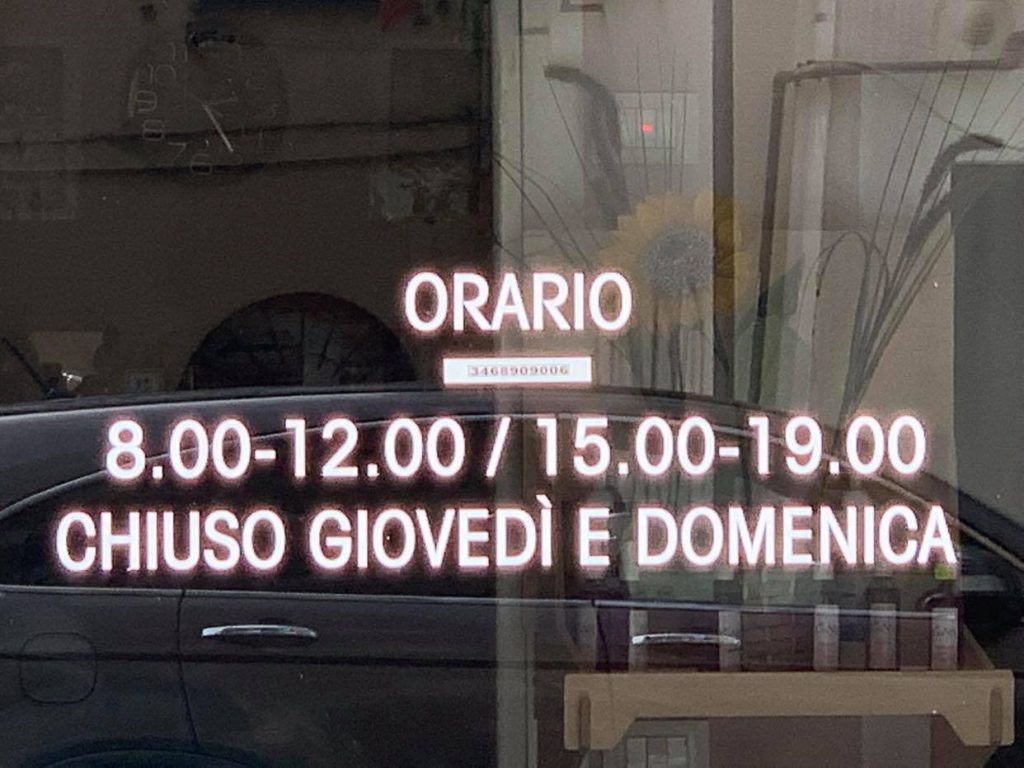 ORARIO
3468909006
8.00-12.00 / 15.00-19.00
CHIUSO GIOVEDÌ E DOMENICA